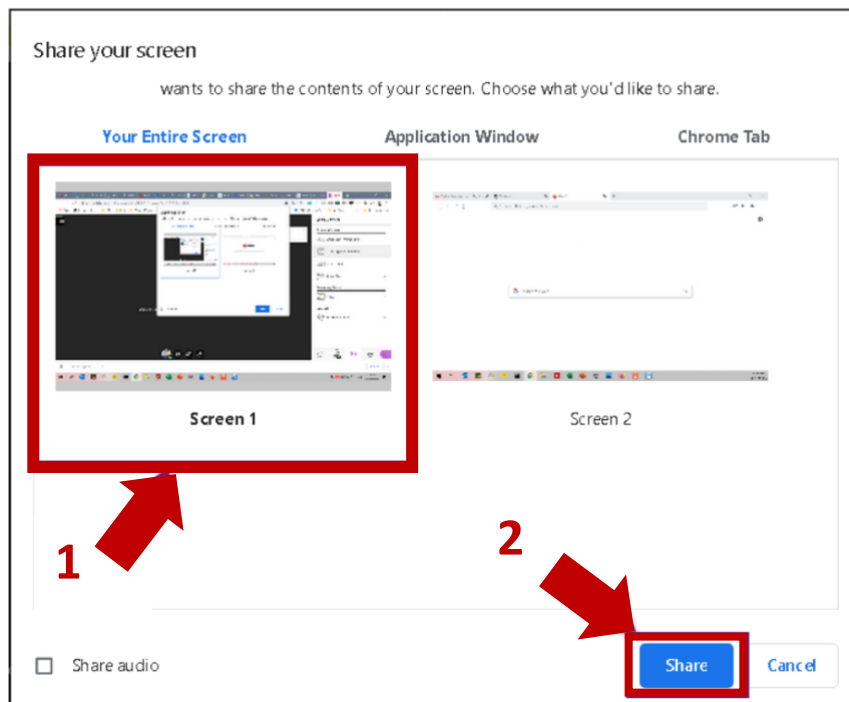 Share your screen
wants to share the contents of your screen. Choose what you'd like to share.
Your Entire Screen Application Window Chrome Tab
Screen 1 Screen 2
1 2
Share audio Share Cancel